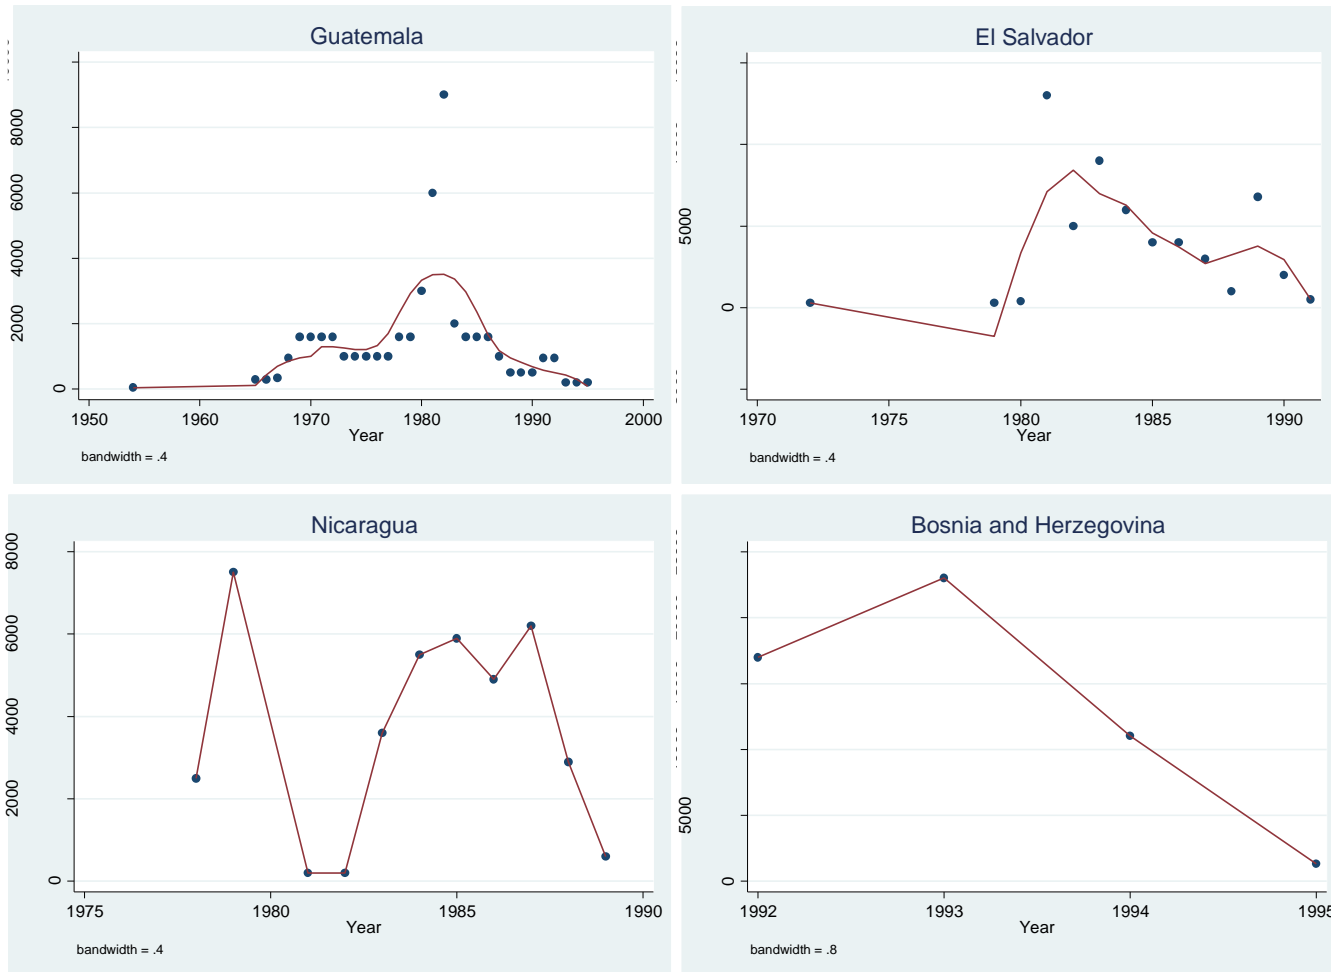 Guatemala
8000
6000
4000
2000
0
1950 1960 1970 1980 1990 2000
Year
bandwidth = .4
El Salvador
5000
0
1970 1975 1980 1985 1990
Year
bandwidth = .4
Nicaragua
8000
6000
4000
2000
0
1975 1980 1985 1990
Year
bandwidth = .4
Bosnia and Herzegovina
5000
0
1992 1993 1994 1995
Year
bandwidth = .8